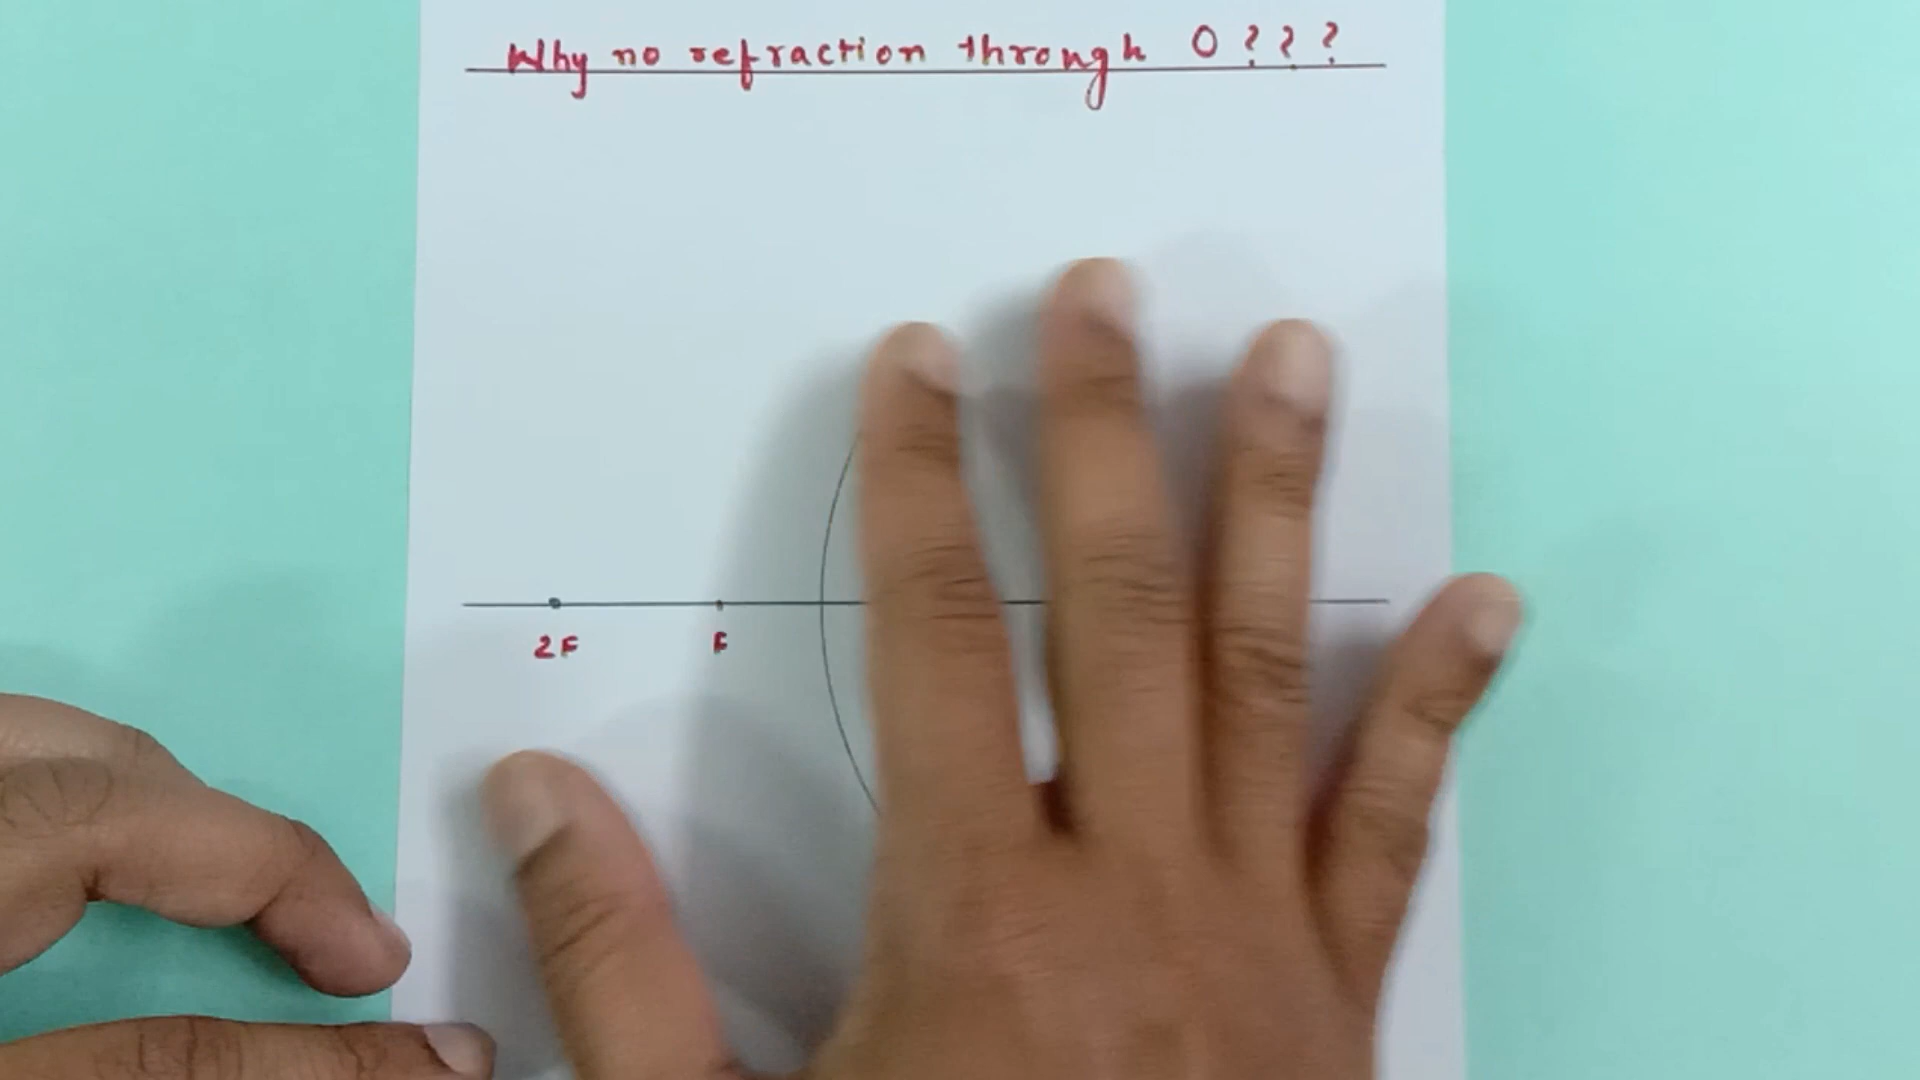 Why no refraction through O ? ? ?
2F F